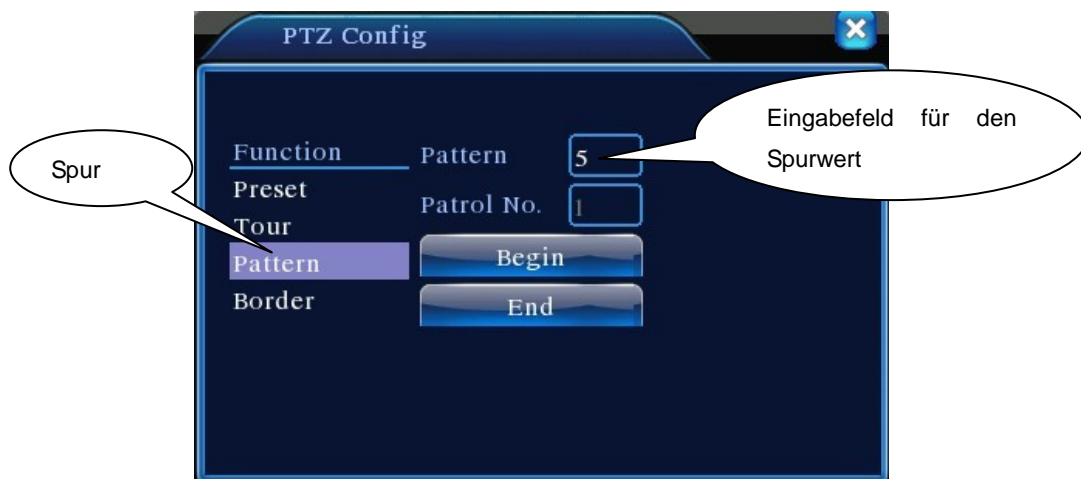 PTZ Config
Eingabefeld für den
Spurwert
Spur
Function
Preset
Tour
Pattern
Border
Pattern 5
Patrol No. 1
Begin
End